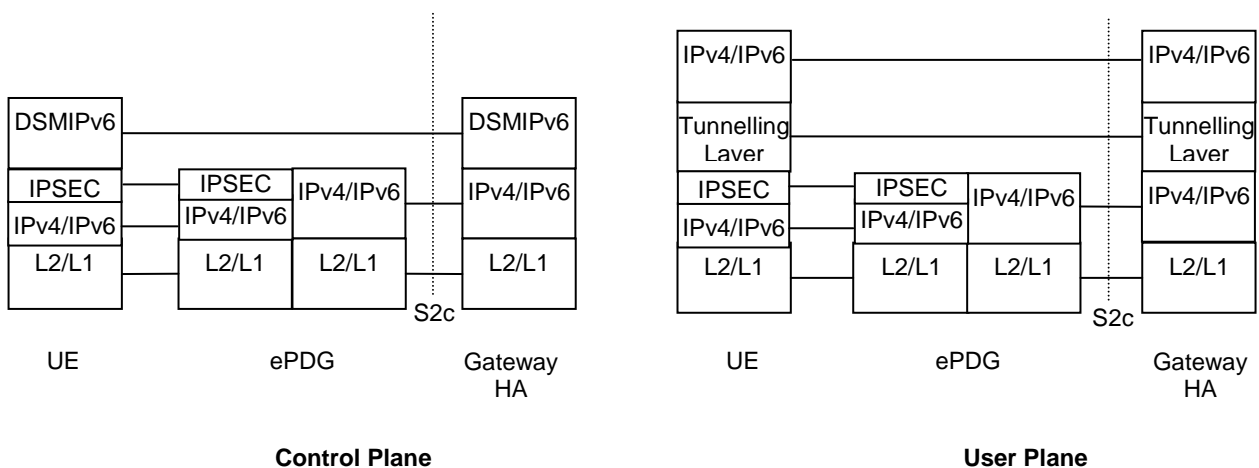 DSMIPv6
DSMIPv6
IPSEC
IPSEC
IPv4/IPv6
IPv4/IPv6
IPv4/IPv6
IPv4/IPv6
L2/L1
L2/L1
L2/L1
L2/L1
S2c
UE
ePDG
Gateway
HA
Control Plane
IPv4/IPv6
IPv4/IPv6
Tunnelling
Layer
Tunnelling
Layer
IPSEC
IPSEC
IPv4/IPv6
IPv4/IPv6
IPv4/IPv6
IPv4/IPv6
L2/L1
L2/L1
L2/L1
L2/L1
S2c
UE
ePDG
Gateway
HA
User Plane